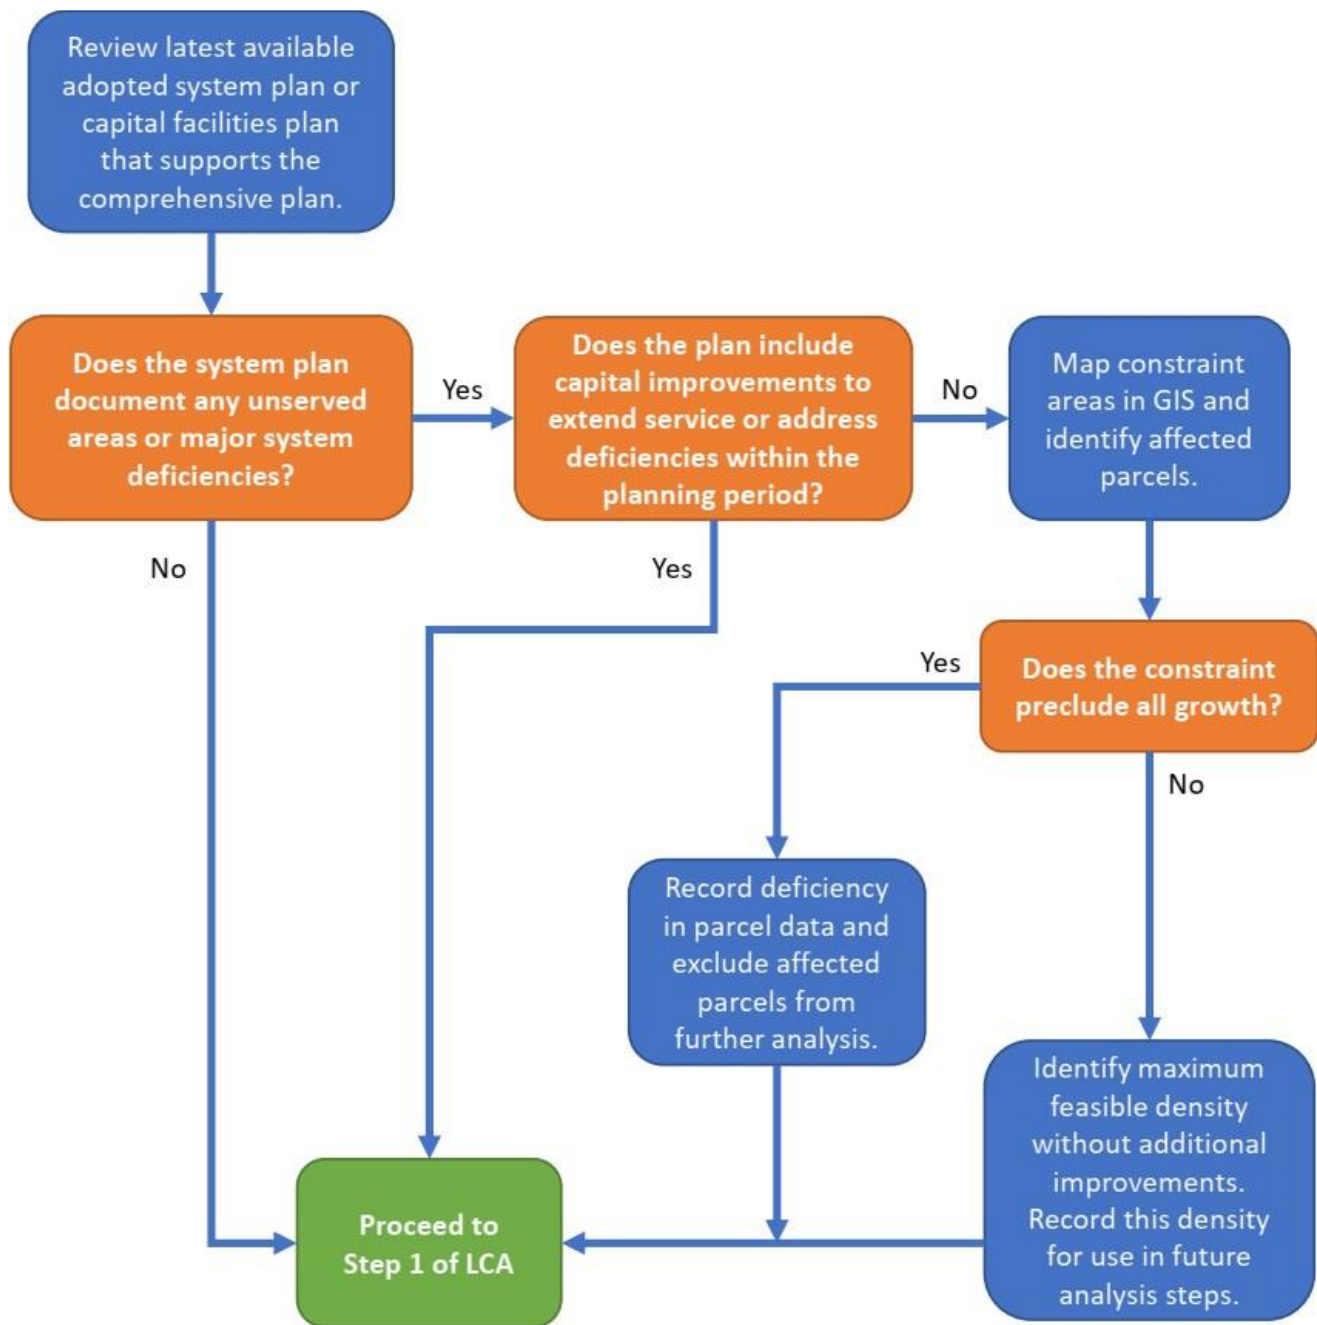 Review latest available
adopted system plan or
capital facilities plan
that supports the
comprehensive plan.
Does the system plan
document any unserved
areas or major system
deficiencies?
Yes
Does the plan include
capital improvements to
extend service or address
deficiencies within the
planning period?
No
Map constraint
areas in GIS and
identify affected
parcels.
No
Yes
Yes
Does the constraint
preclude all growth?
No
Record deficiency
in parcel data and
exclude affected
parcels from
further analysis.
Identify maximum
feasible density
without additional
improvements.
Record this density
for use in future
analysis steps.
Proceed to
Step 1 of LCA